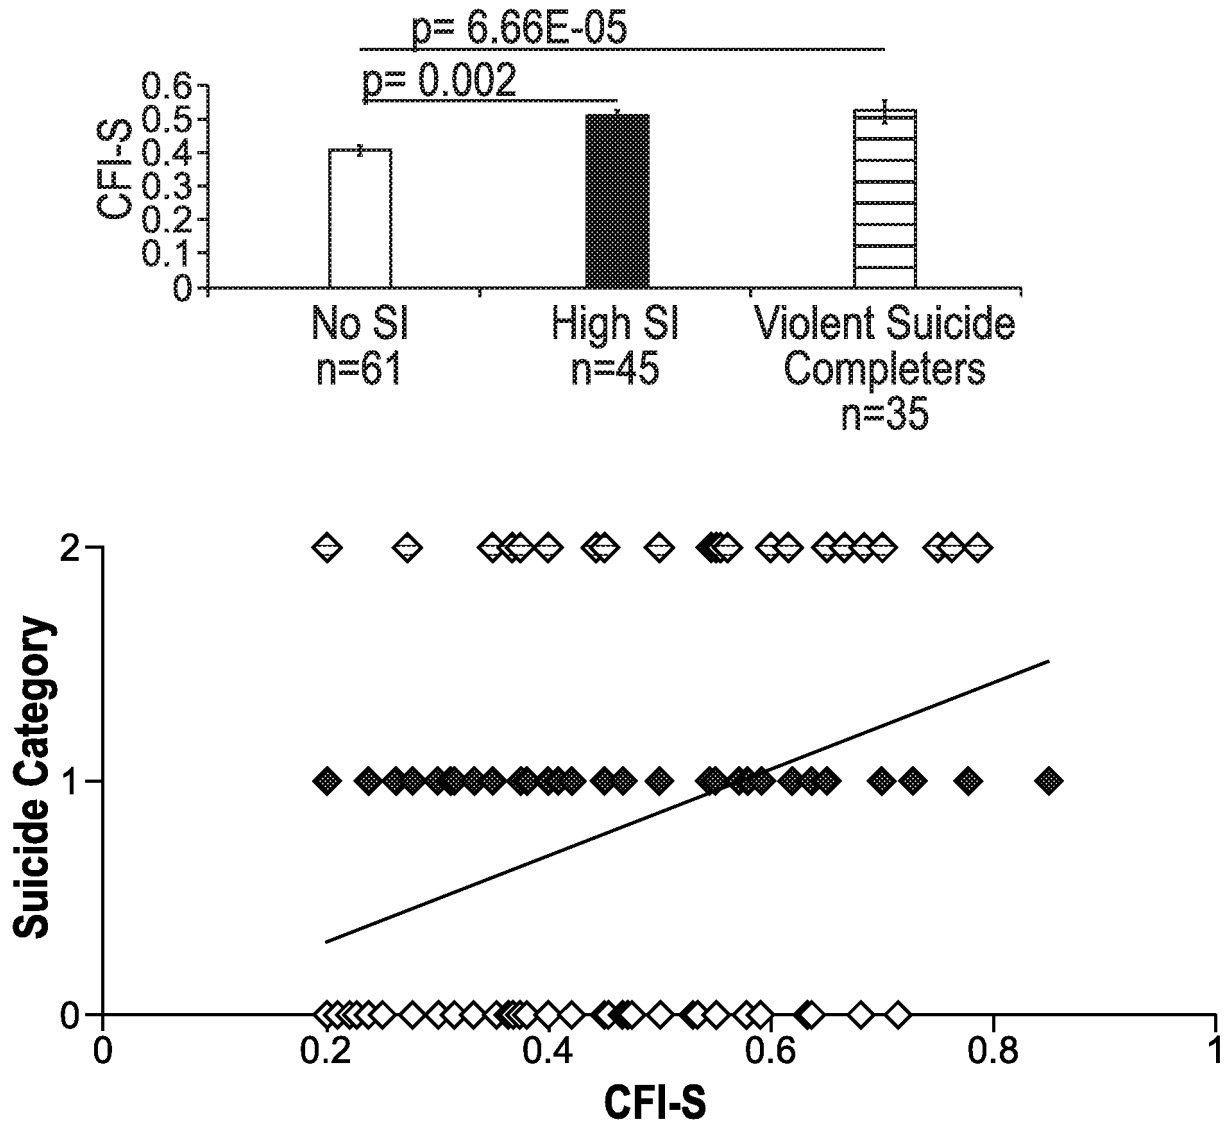 p= 6.66E-05
p= 0.002
CFI-S
0.6
0.5
0.4
0.3
0.2
0.1
0
No SI
n=61
High SI
n=45
Violent Suicide
Completers
n=35
Suicide Category
2
1
0
0
0.2
0.4
0.6
0.8
1
CFI-S